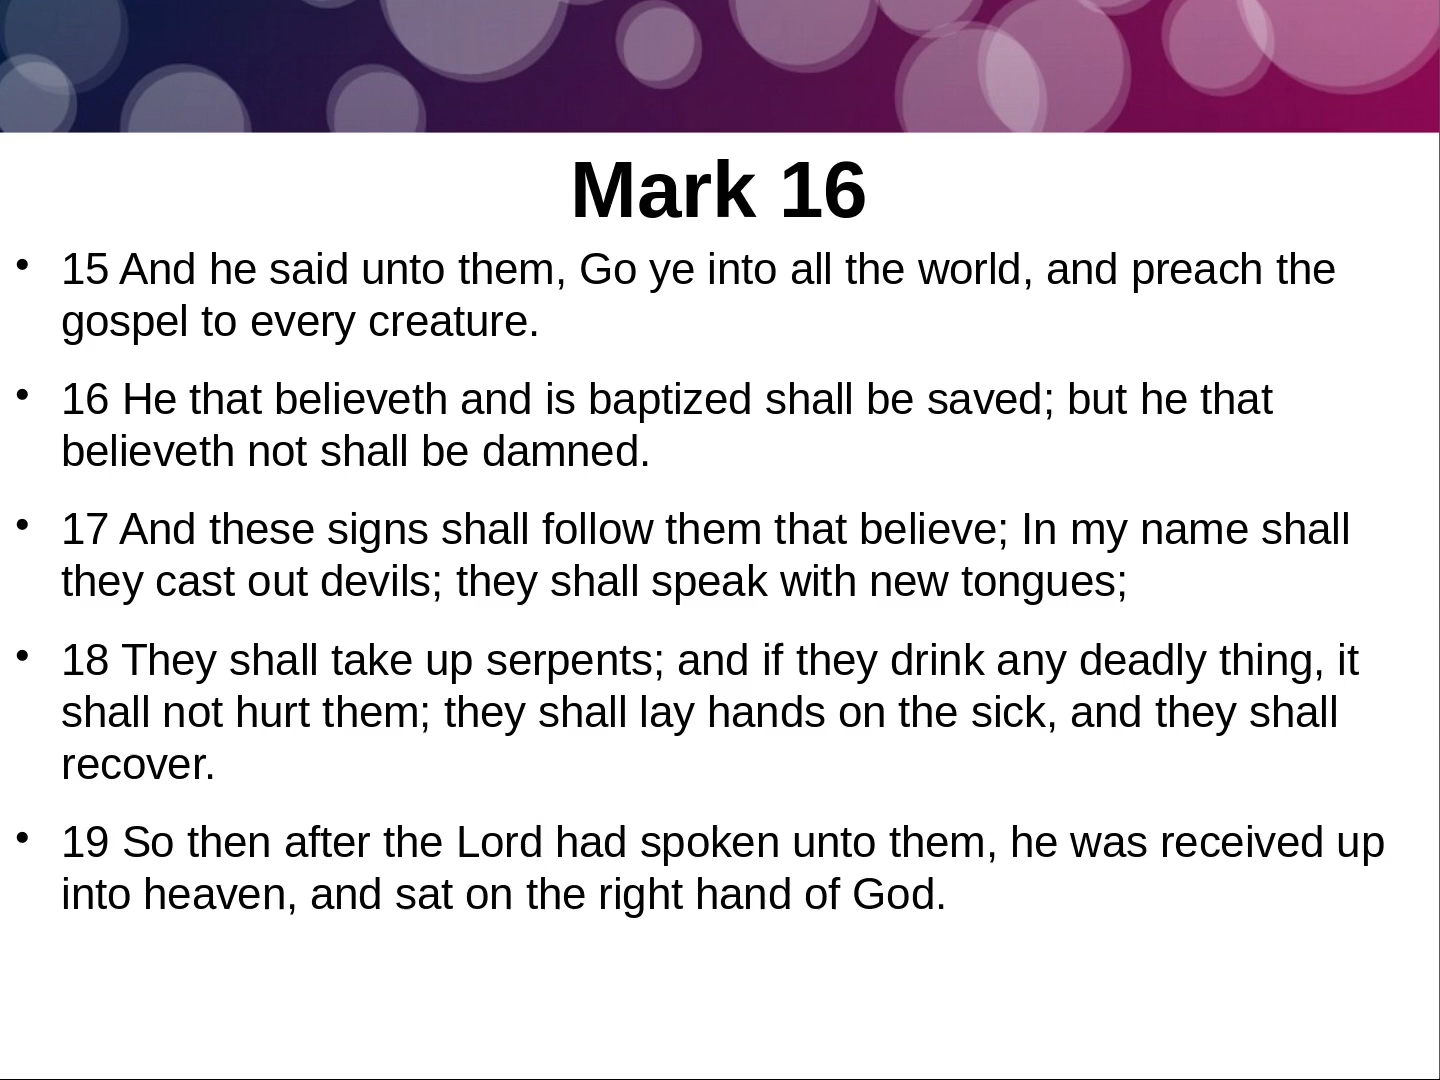 Mark 16
• 15 And he said unto them, Go ye into all the world, and preach the
gospel to every creature.
• 16 He that believeth and is baptized shall be saved; but he that
believeth not shall be damned.
• 17 And these signs shall follow them that believe; In my name shall
they cast out devils; they shall speak with new tongues;
• 18 They shall take up serpents; and if they drink any deadly thing, it
shall not hurt them; they shall lay hands on the sick, and they shall
recover.
• 19 So then after the Lord had spoken unto them, he was received up
into heaven, and sat on the right hand of God.